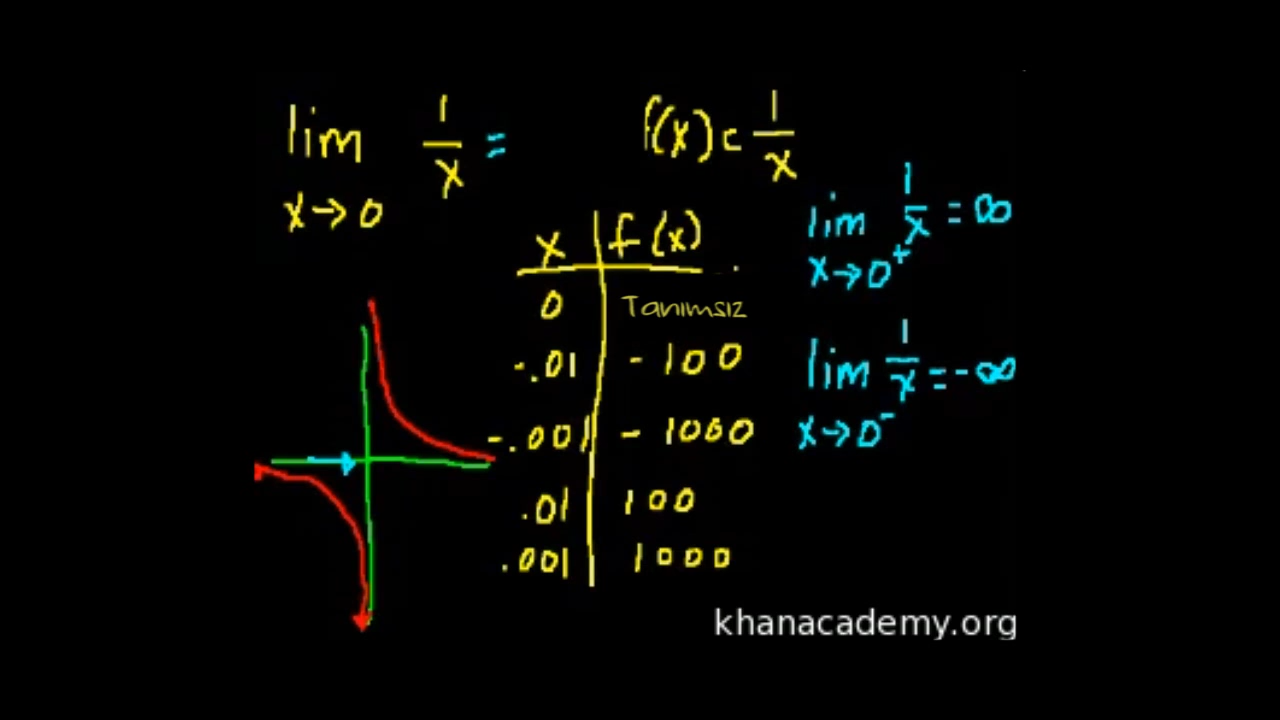 lim x→0 1/x =
f(x) = 1/x
x | f(x)
0 | Tanımsız
-.01 | -100
-.001 | -1000
.01 | 100
.001 | 1000
lim x→0⁺ 1/x = ∞
lim x→0⁻ 1/x = -∞
khanacademy.org